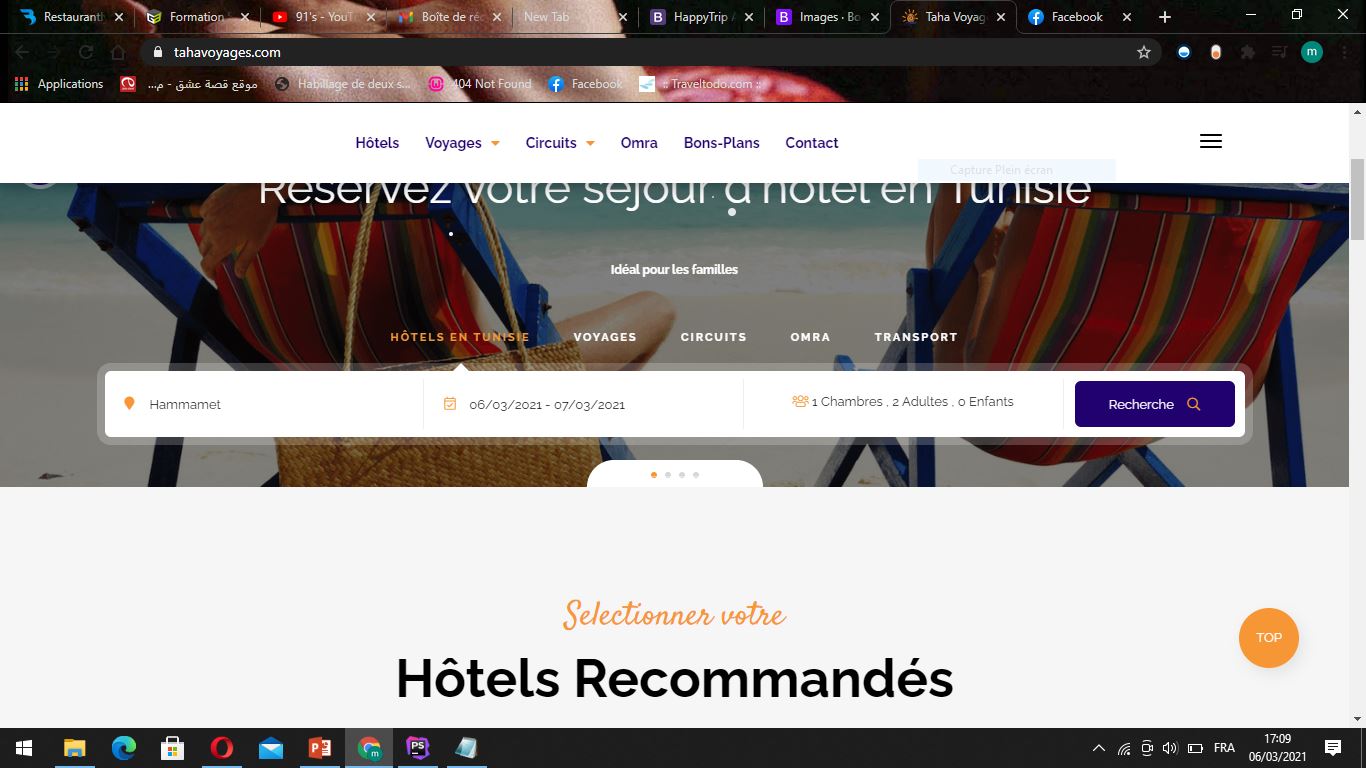 Restaurant
Formation
91's - YouT
Boîte de réc
New Tab
HappyTrip
Images · Bo
Taha Voyag
Facebook
tahavoyages.com
m
Applications
موقع قصة عشق - م...
Habillage de deux s...
404 Not Found
Facebook
:: Traveltodo.com ::
Hôtels Voyages Circuits Omra Bons-Plans Contact
Capture Plein écran
Réservez votre séjour d'hôtel en Tunisie
Idéal pour les familles
HÔTELS EN TUNISIE VOYAGES CIRCUITS OMRA TRANSPORT
Hammamet
06/03/2021 - 07/03/2021
1 Chambres , 2 Adultes , 0 Enfants
Recherche
Selectionner votre
TOP
Hôtels Recommandés
FRA
17:09
06/03/2021